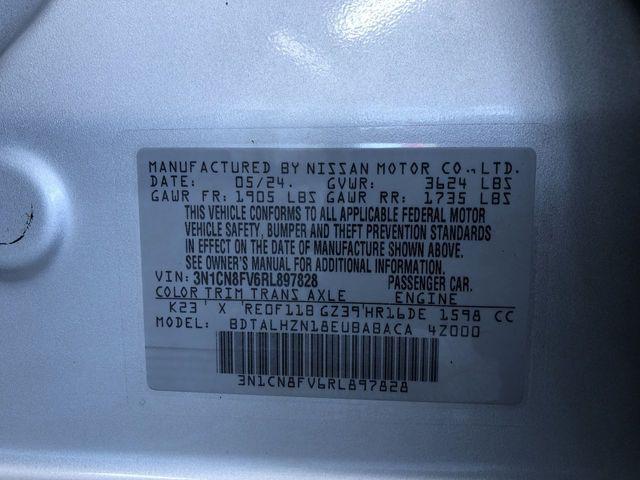 MANUFACTURED BY NISSAN MOTOR CO., LTD.
DATE: 05/24. GVWR: 3624 LBS
GAWR FR: 1905 LBS GAWR RR: 1735 LBS
THIS VEHICLE CONFORMS TO ALL APPLICABLE FEDERAL MOTOR
VEHICLE SAFETY, BUMPER AND THEFT PREVENTION STANDARDS
IN EFFECT ON THE DATE OF MANUFACTURE SHOWN ABOVE.
SEE OWNER'S MANUAL FOR ADDITIONAL INFORMATION.
VIN: 3N1CN8FV6RL897828 PASSENGER CAR.
COLOR TRIM TRANS AXLE ENGINE
K23 X RE0F11B GZ39 HR16DE 1598 CC
MODEL: BDTALHZN18EUBABACA 4Z000
3N1CN8FV6RL897828